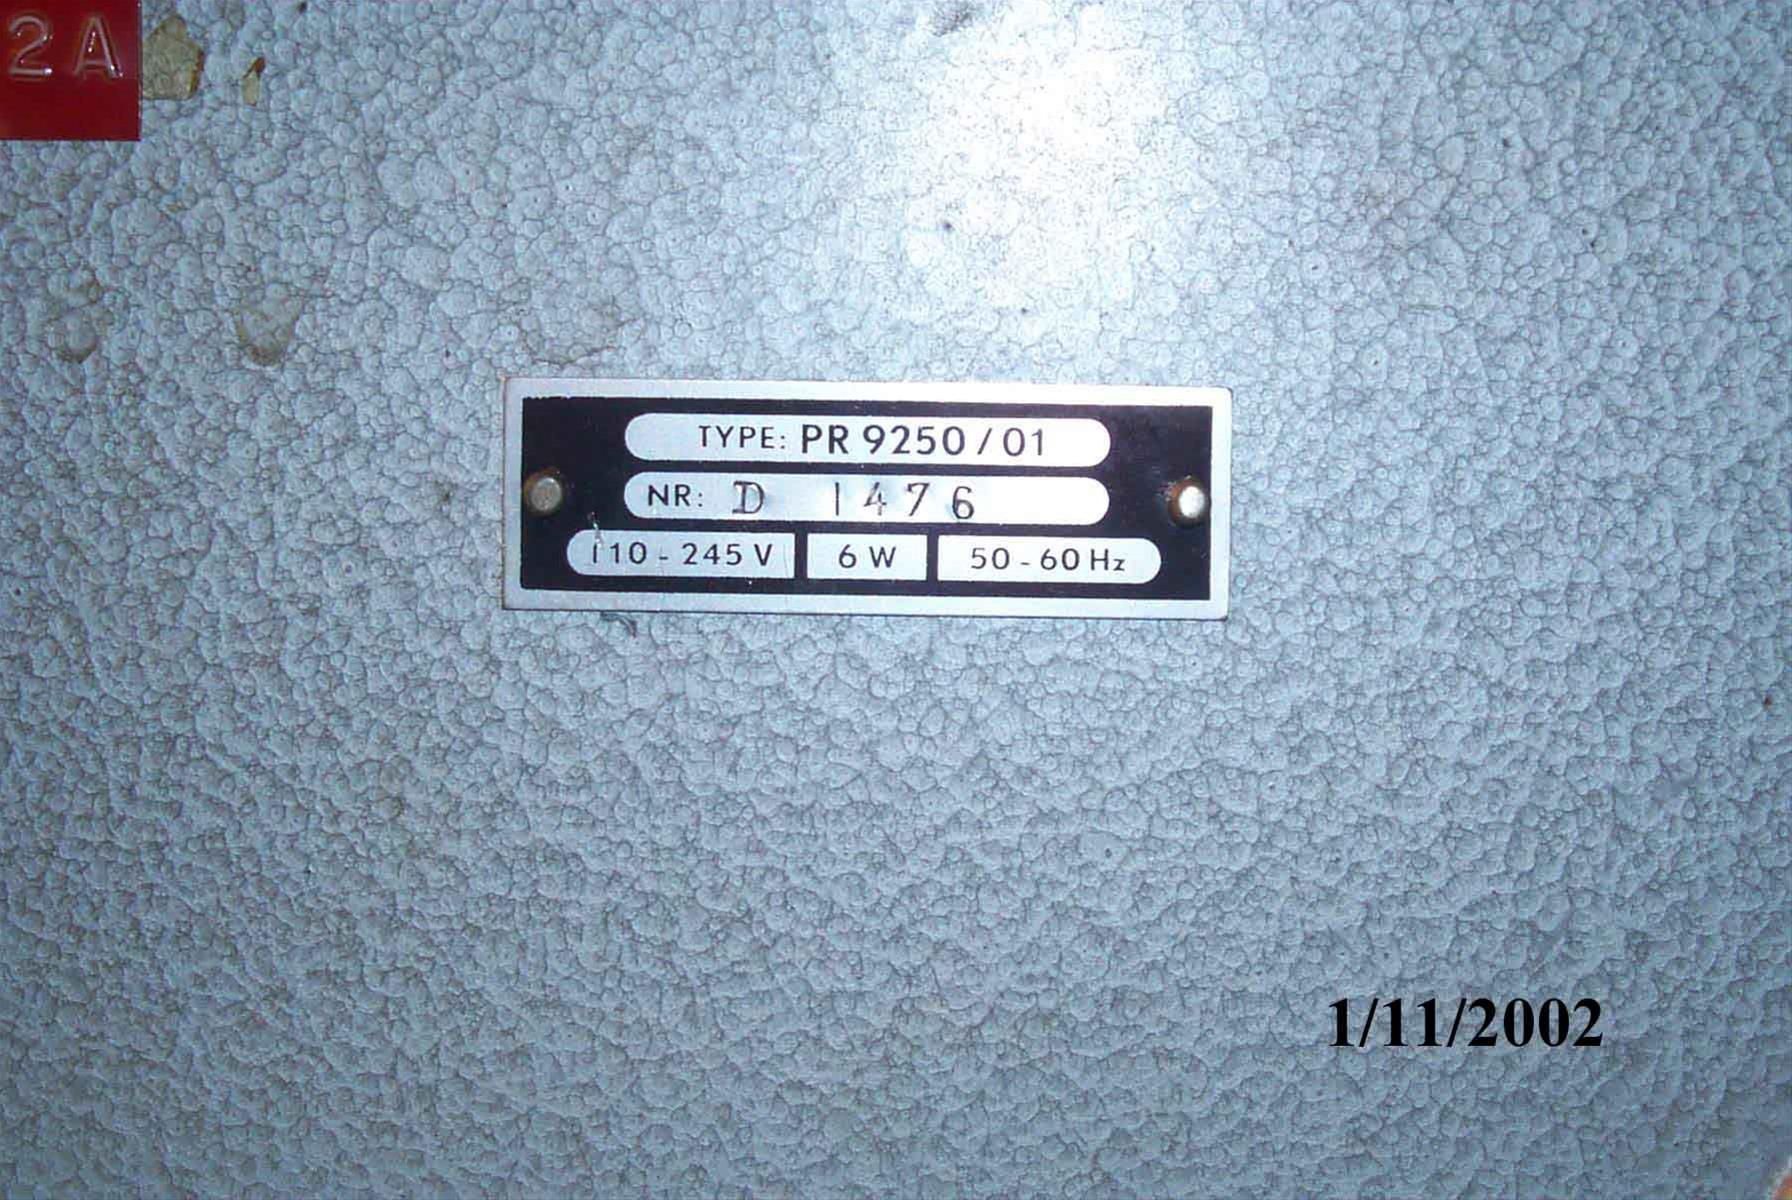 2A
TYPE: PR 9250/01
NR: D 1476
110-245 V 6 W 50-60 Hz
1/11/2002